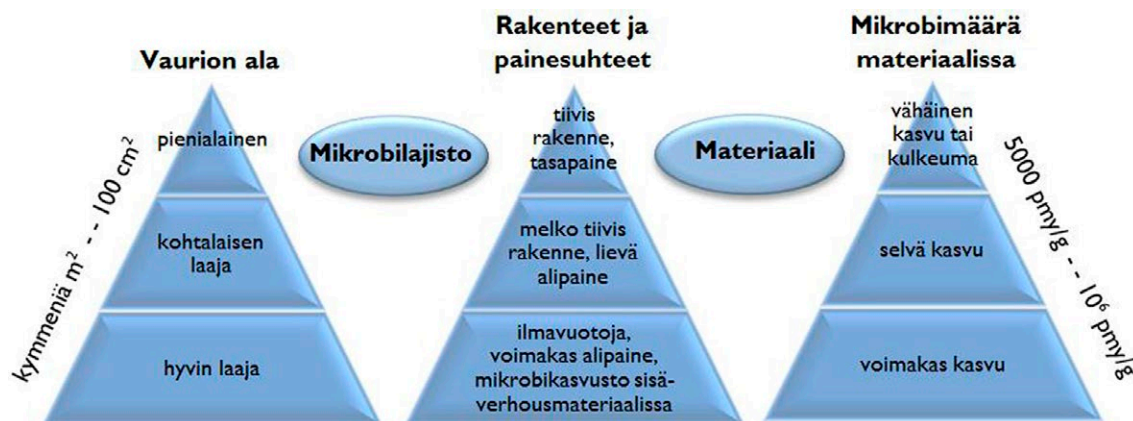 Vaurion ala
pienialainen
kohtalaisen
laaja
hyvin laaja
kymmeniä m² - - 100 cm²
Mikrobilajisto
Rakenteet ja
painesuhteet
tiivis
rakenne,
tasapaine
melko tiivis
rakenne, lievä
alipaine
ilmavuotoja,
voimakas alipaine,
mikrobikasvusto sisä-
verhousmateriaalissa
Materiaali
Mikrobimäärä
materiaalissa
vähäinen
kasvu tai
kulkeuma
selvä kasvu
voimakas kasvu
5000 pmy/g - - 10⁶ pmy/g